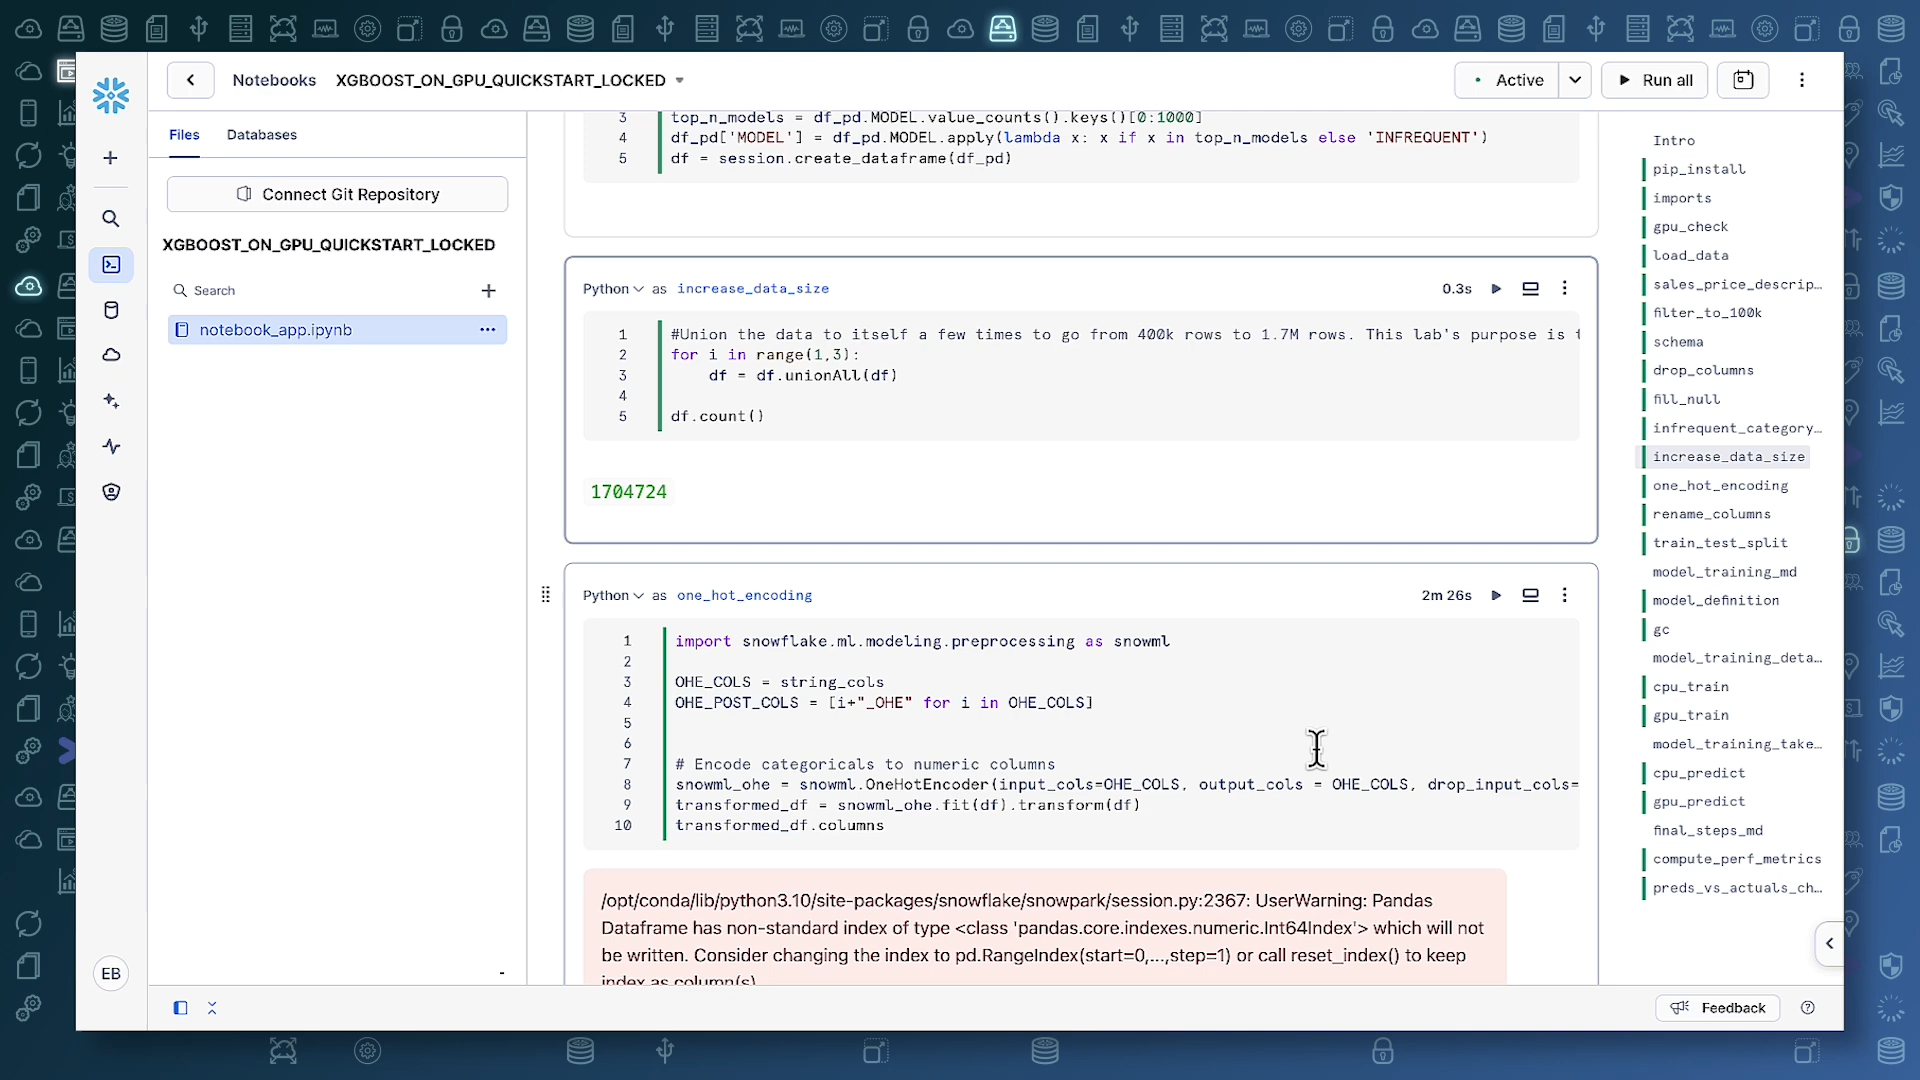 Notebooks XGBOOST_ON_GPU_QUICKSTART_LOCKED
Active
Run all
Files Databases
Connect Git Repository
XGBOOST_ON_GPU_QUICKSTART_LOCKED
Search
notebook_app.ipynb
EB
3 top_n_models = df_pd.MODEL.value_counts().keys()[0:1000]
4 df_pd['MODEL'] = df_pd.MODEL.apply(lambda x: x if x in top_n_models else 'INFREQUENT')
5 df = session.create_dataframe(df_pd)
Python as increase_data_size 0.3s
1 #Union the data to itself a few times to go from 400k rows to 1.7M rows. This lab's purpose is t
2 for i in range(1,3):
3 df = df.unionAll(df)
4
5 df.count()
1704724
Python as one_hot_encoding 2m 26s
1 import snowflake.ml.modeling.preprocessing as snowml
2
3 OHE_COLS = string_cols
4 OHE_POST_COLS = [i+"_OHE" for i in OHE_COLS]
5
6
7 # Encode categoricals to numeric columns
8 snowml_ohe = snowml.OneHotEncoder(input_cols=OHE_COLS, output_cols = OHE_COLS, drop_input_cols=
9 transformed_df = snowml_ohe.fit(df).transform(df)
10 transformed_df.columns
/opt/conda/lib/python3.10/site-packages/snowflake/snowpark/session.py:2367: UserWarning: Pandas
Dataframe has non-standard index of type <class 'pandas.core.indexes.numeric.Int64Index'> which will not
be written. Consider changing the index to pd.RangeIndex(start=0,...,step=1) or call reset_index() to keep
index as column(s)
Intro
pip_install
imports
gpu_check
load_data
sales_price_descrip…
filter_to_100k
schema
drop_columns
fill_null
infrequent_category…
increase_data_size
one_hot_encoding
rename_columns
train_test_split
model_training_md
model_definition
gc
model_training_deta…
cpu_train
gpu_train
model_training_take…
cpu_predict
gpu_predict
final_steps_md
compute_perf_metrics
preds_vs_actuals_ch…
Feedback